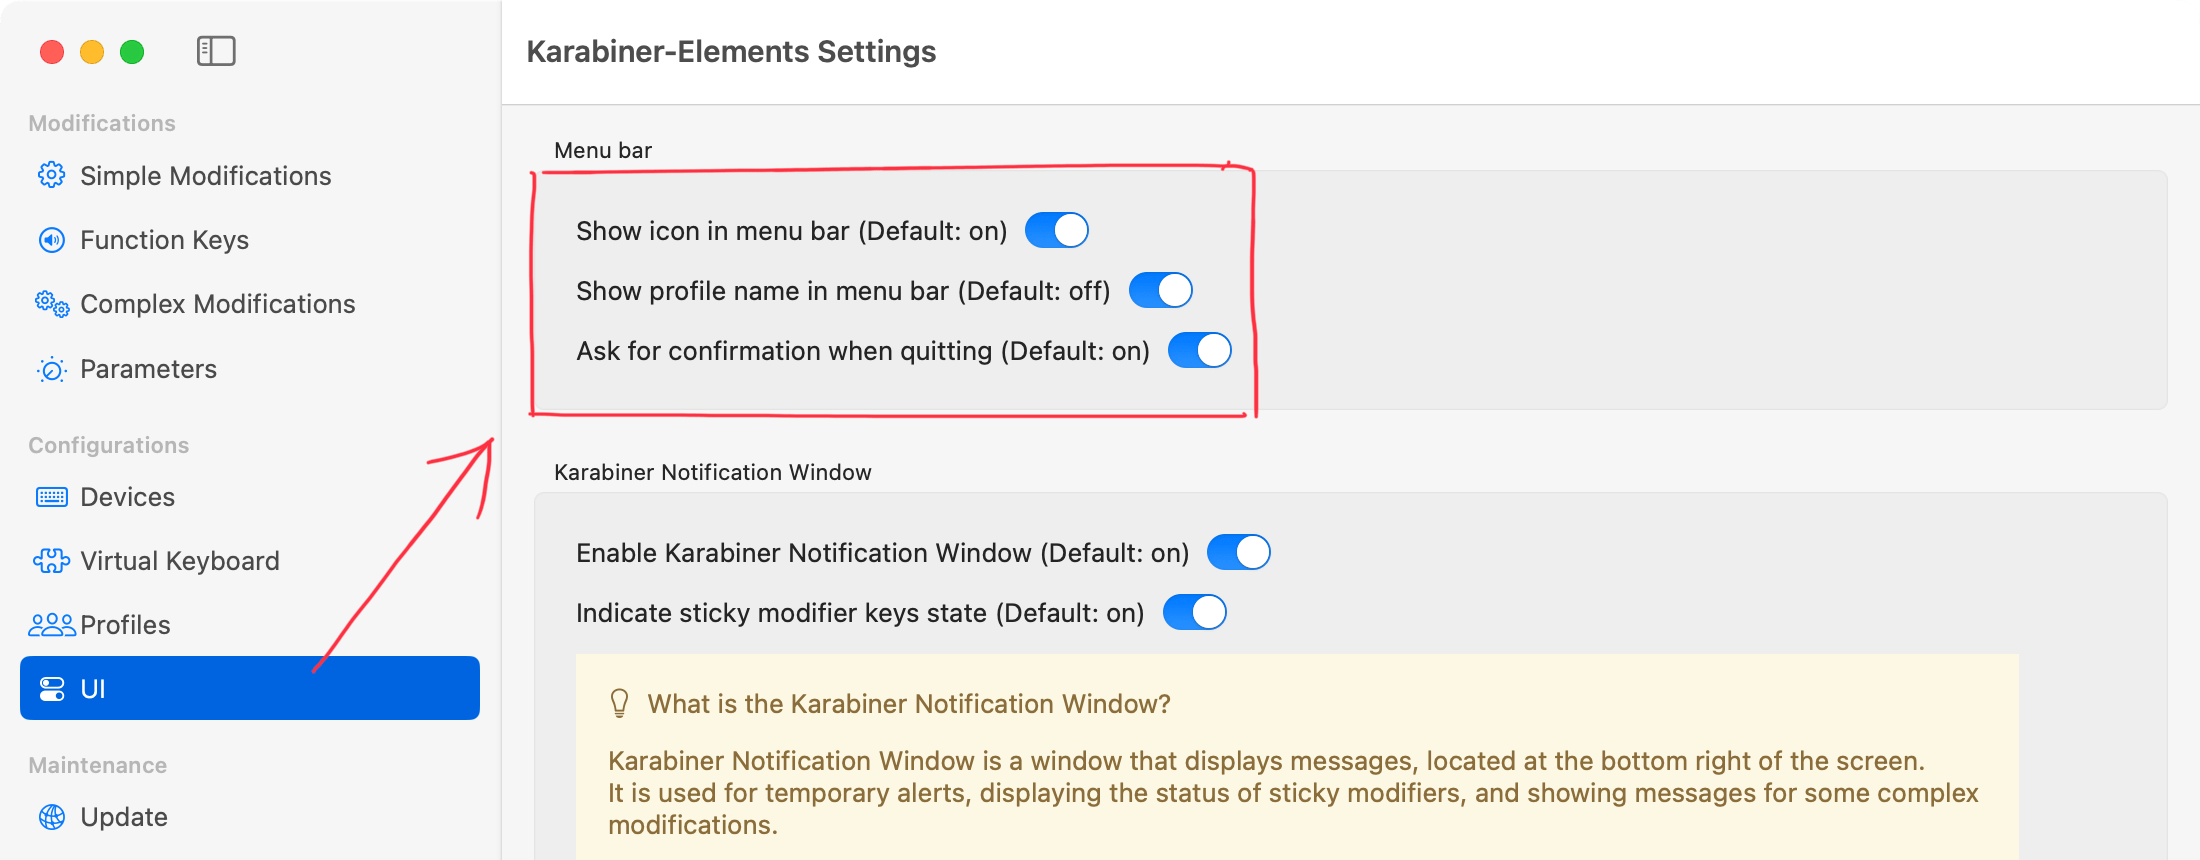 Karabiner-Elements Settings
Modifications
Simple Modifications
Function Keys
Complex Modifications
Parameters
Configurations
Devices
Virtual Keyboard
Profiles
UI
Maintenance
Update
Menu bar
Show icon in menu bar (Default: on)
Show profile name in menu bar (Default: off)
Ask for confirmation when quitting (Default: on)
Karabiner Notification Window
Enable Karabiner Notification Window (Default: on)
Indicate sticky modifier keys state (Default: on)
What is the Karabiner Notification Window?
Karabiner Notification Window is a window that displays messages, located at the bottom right of the screen.
It is used for temporary alerts, displaying the status of sticky modifiers, and showing messages for some complex
modifications.